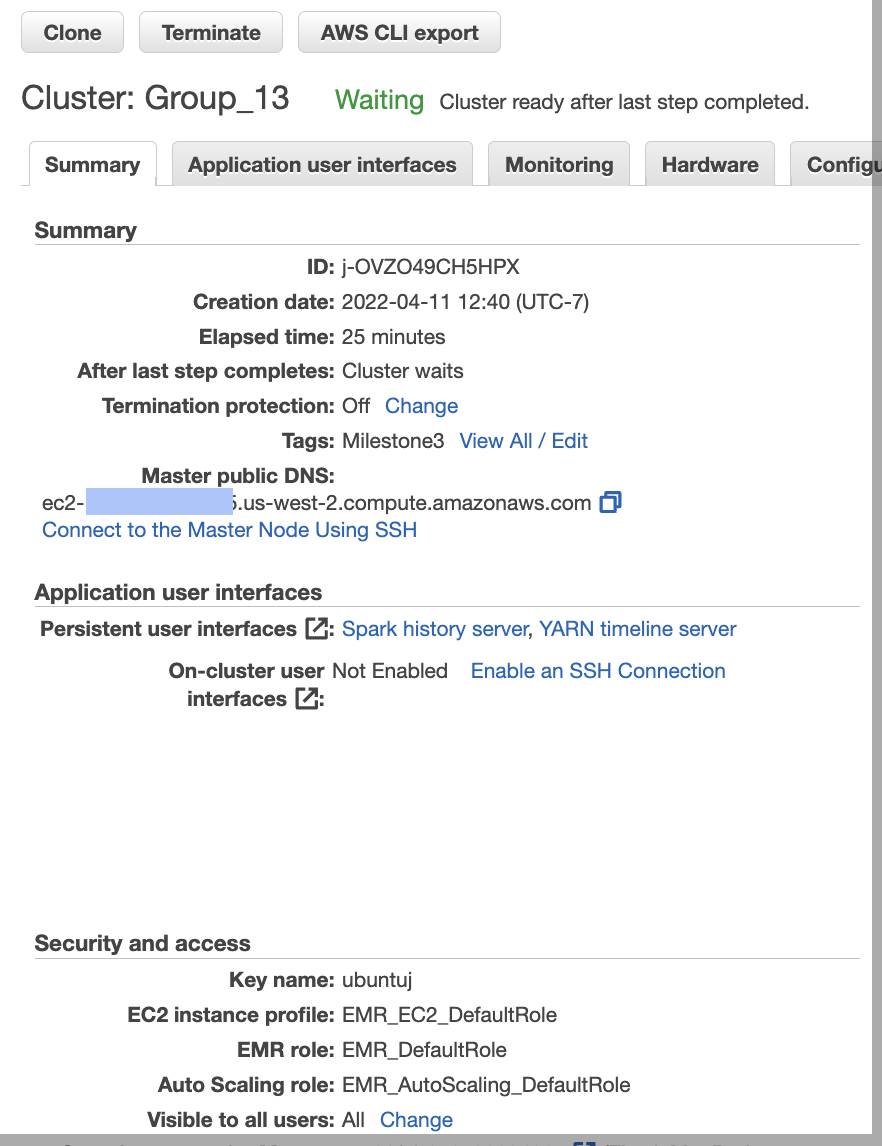 Clone Terminate AWS CLI export
Cluster: Group_13 Waiting Cluster ready after last step completed.
Summary Application user interfaces Monitoring Hardware
Summary
ID: j-OVZO49CH5HPX
Creation date: 2022-04-11 12:40 (UTC-7)
Elapsed time: 25 minutes
After last step completes: Cluster waits
Termination protection: Off Change
Tags: Milestone3 View All / Edit
Master public DNS:
ec2- .us-west-2.compute.amazonaws.com
Connect to the Master Node Using SSH
Application user interfaces
Persistent user interfaces : Spark history server, YARN timeline server
On-cluster user Not Enabled Enable an SSH Connection
interfaces :
Security and access
Key name: ubuntuj
EC2 instance profile: EMR_EC2_DefaultRole
EMR role: EMR_DefaultRole
Auto Scaling role: EMR_AutoScaling_DefaultRole
Visible to all users: All Change